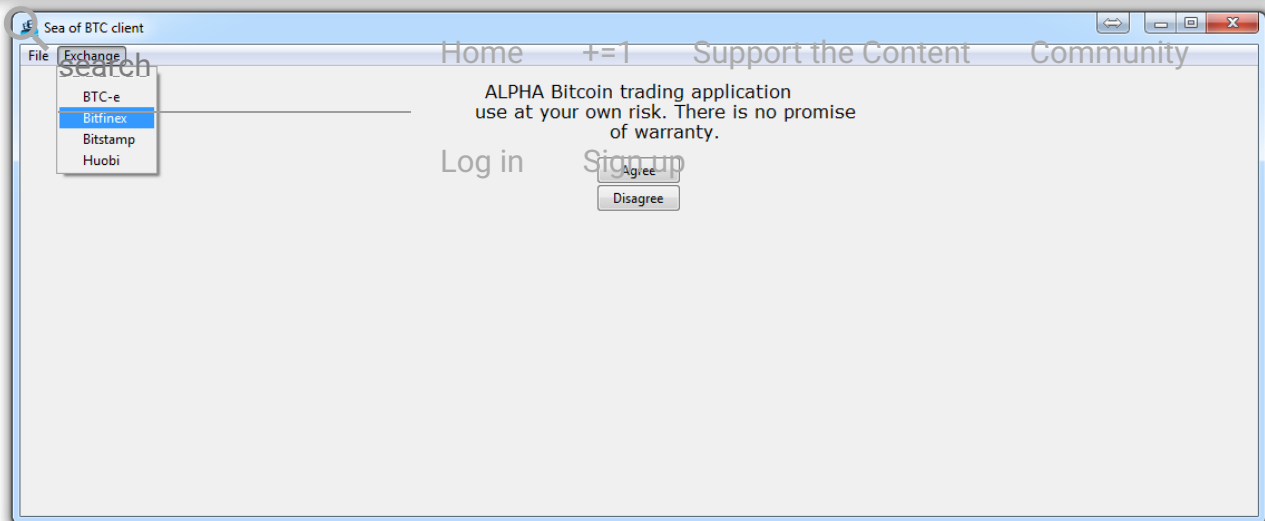 Sea of BTC client
File Exchange
Home +=1 Support the Content Community
search
BTC-e
Bitfinex
Bitstamp
Huobi
ALPHA Bitcoin trading application
use at your own risk. There is no promise
of warranty.
Log in Sign up
Agree
Disagree